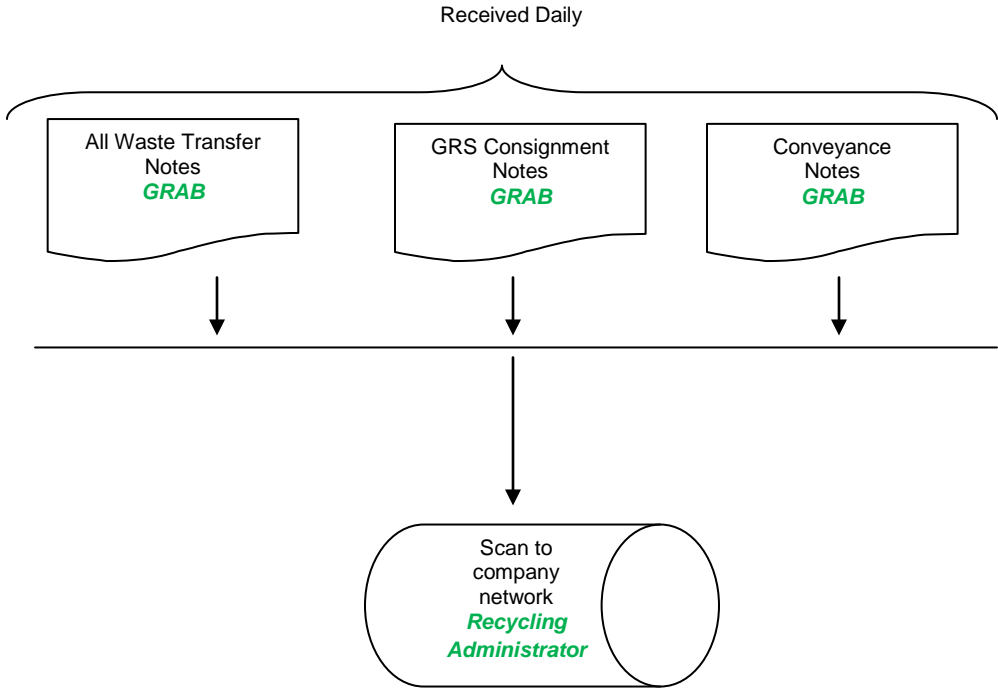 Received Daily
All Waste Transfer
Notes
GRAB
GRS Consignment
Notes
GRAB
Conveyance
Notes
GRAB
Scan to
company
network
Recycling
Administrator